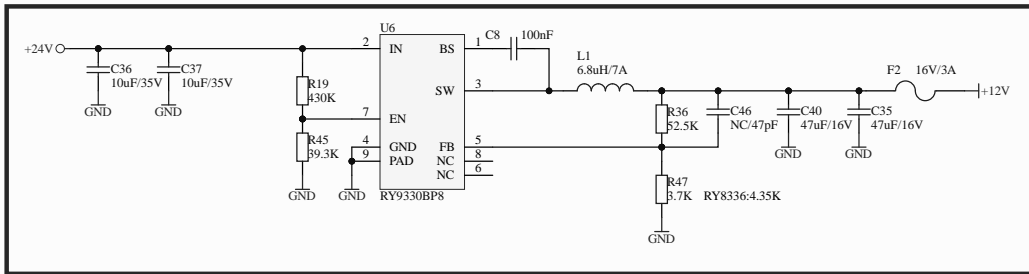 U6
+24V
2
IN
BS
1
C8
100nF
L1
6.8uH/7A
F2
16V/3A
C36
10uF/35V
C37
10uF/35V
GND
GND
R19
430K
SW
3
+12V
R36
52.5K
C46
NC/47pF
C40
47uF/16V
C35
47uF/16V
7
EN
R45
39.3K
4
GND
9
PAD
FB
5
NC
8
NC
6
GND
GND
GND
GND
RY9330BP8
R47
3.7K
RY8336:4.35K
GND